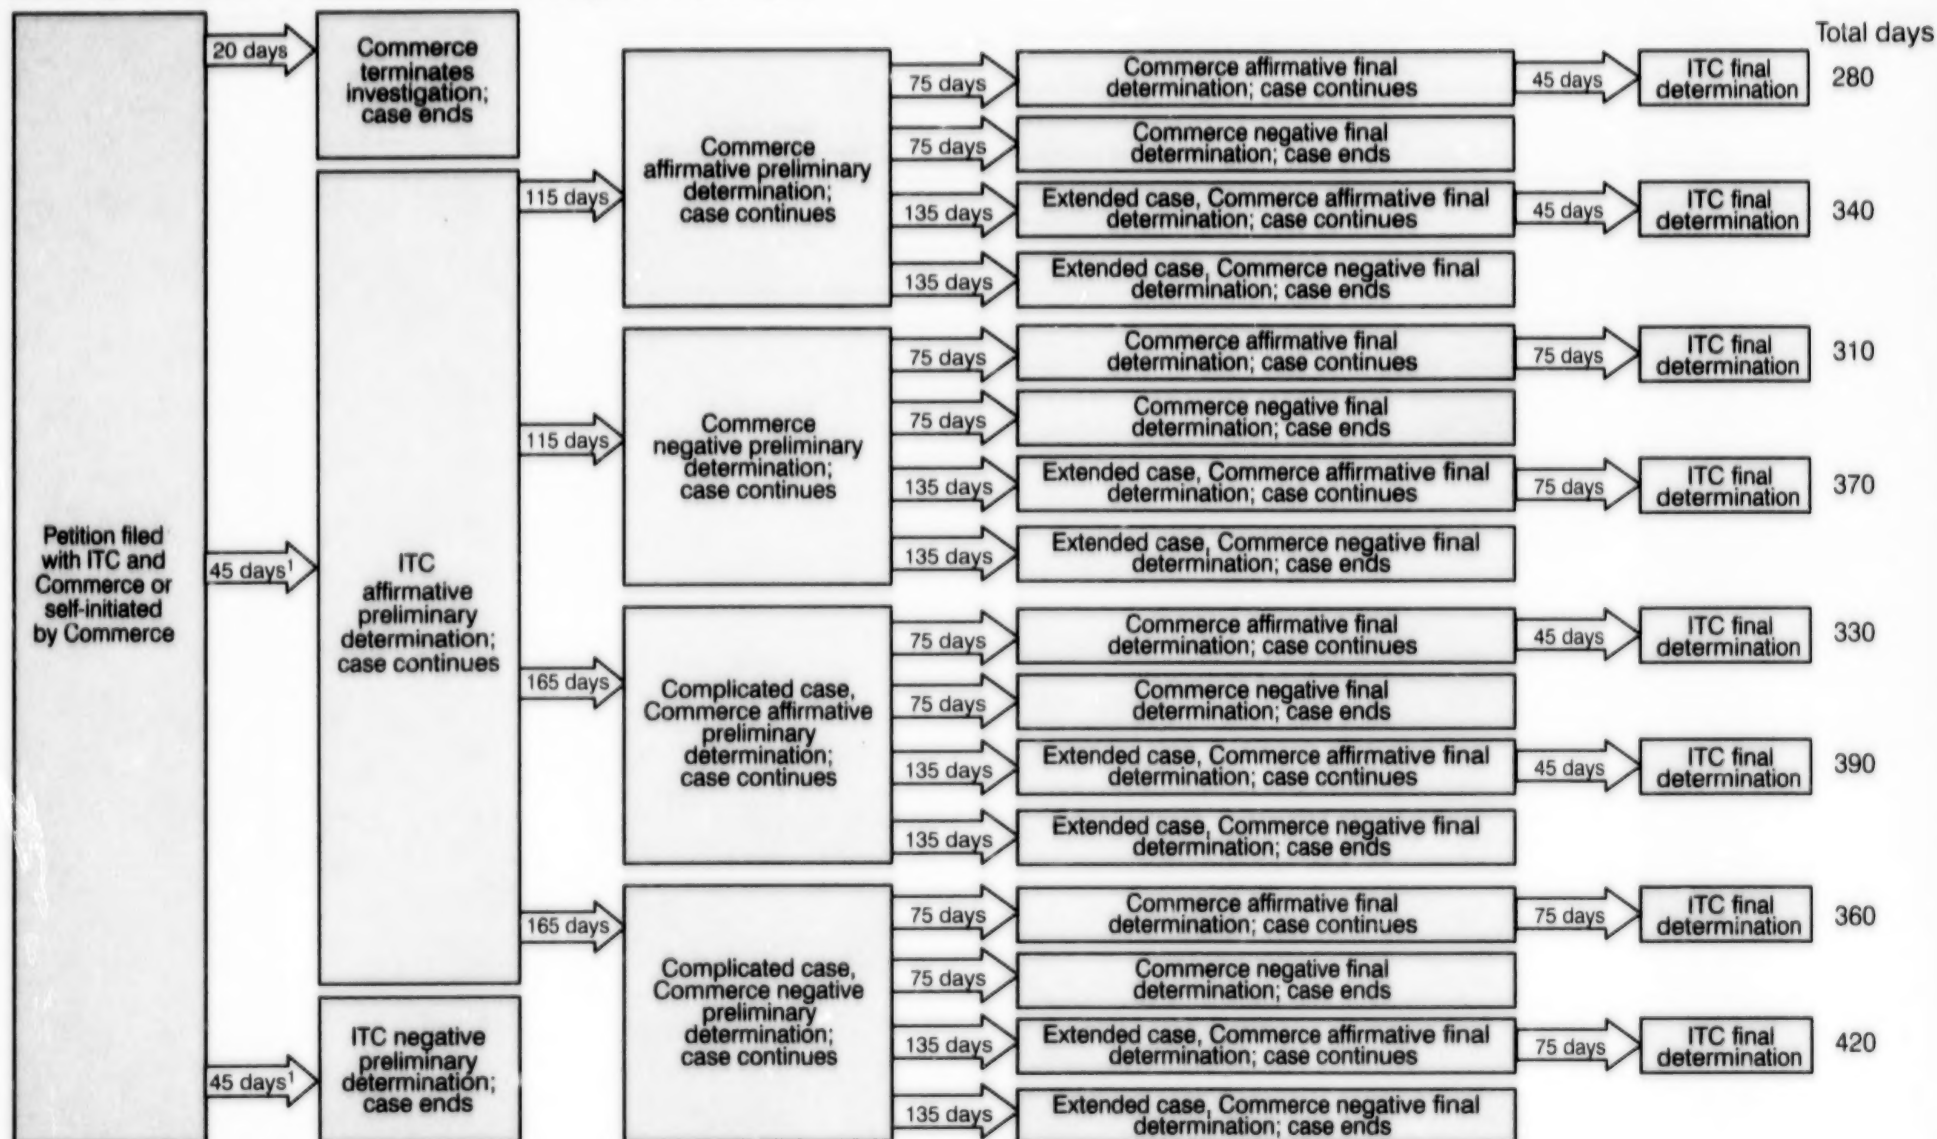 Total days
Petition filed
with ITC and
Commerce or
self-initiated
by Commerce
20 days
45 days¹
45 days¹
Commerce
terminates
investigation;
case ends
ITC
affirmative
preliminary
determination;
case continues
ITC negative
preliminary
determination;
case ends
115 days
115 days
165 days
165 days
Commerce
affirmative preliminary
determination;
case continues
75 days
Commerce affirmative final
determination; case continues
45 days
ITC final
determination
280
75 days
Commerce negative final
determination; case ends
135 days
Extended case, Commerce affirmative final
determination; case continues
45 days
ITC final
determination
340
135 days
Extended case, Commerce negative final
determination; case ends
Commerce
negative preliminary
determination;
case continues
75 days
Commerce affirmative final
determination; case continues
75 days
ITC final
determination
310
75 days
Commerce negative final
determination; case ends
135 days
Extended case, Commerce affirmative final
determination; case continues
75 days
ITC final
determination
370
135 days
Extended case, Commerce negative final
determination; case ends
Complicated case,
Commerce affirmative
preliminary
determination;
case continues
75 days
Commerce affirmative final
determination; case continues
45 days
ITC final
determination
330
75 days
Commerce negative final
determination; case ends
135 days
Extended case, Commerce affirmative final
determination; case continues
45 days
ITC final
determination
390
135 days
Extended case, Commerce negative final
determination; case ends
Complicated case,
Commerce negative
preliminary
determination;
case continues
75 days
Commerce affirmative final
determination; case continues
75 days
ITC final
determination
360
75 days
Commerce negative final
determination; case ends
135 days
Extended case, Commerce affirmative final
determination; case continues
75 days
ITC final
determination
420
135 days
Extended case, Commerce negative final
determination; case ends